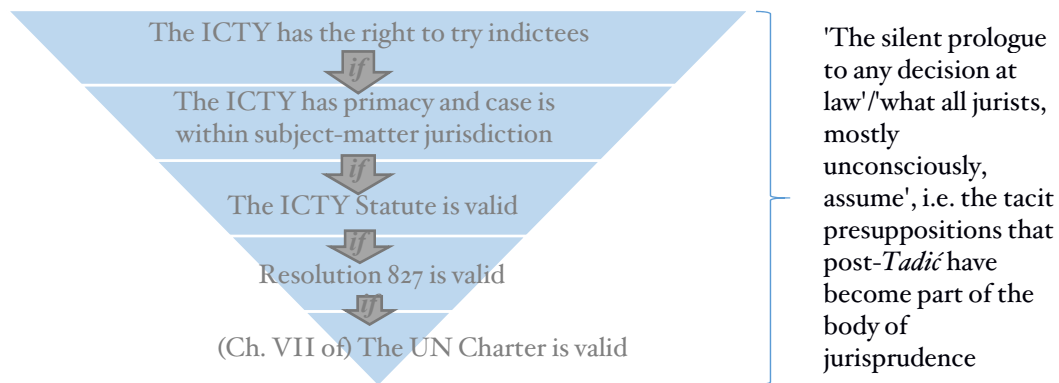 The ICTY has the right to try indictees
if
The ICTY has primacy and case is
within subject-matter jurisdiction
if
The ICTY Statute is valid
if
Resolution 827 is valid
if
(Ch. VII of) The UN Charter is valid
'The silent prologue
to any decision at
law'/'what all jurists,
mostly
unconsciously,
assume', i.e. the tacit
presuppositions that
post-Tadić have
become part of the
body of
jurisprudence